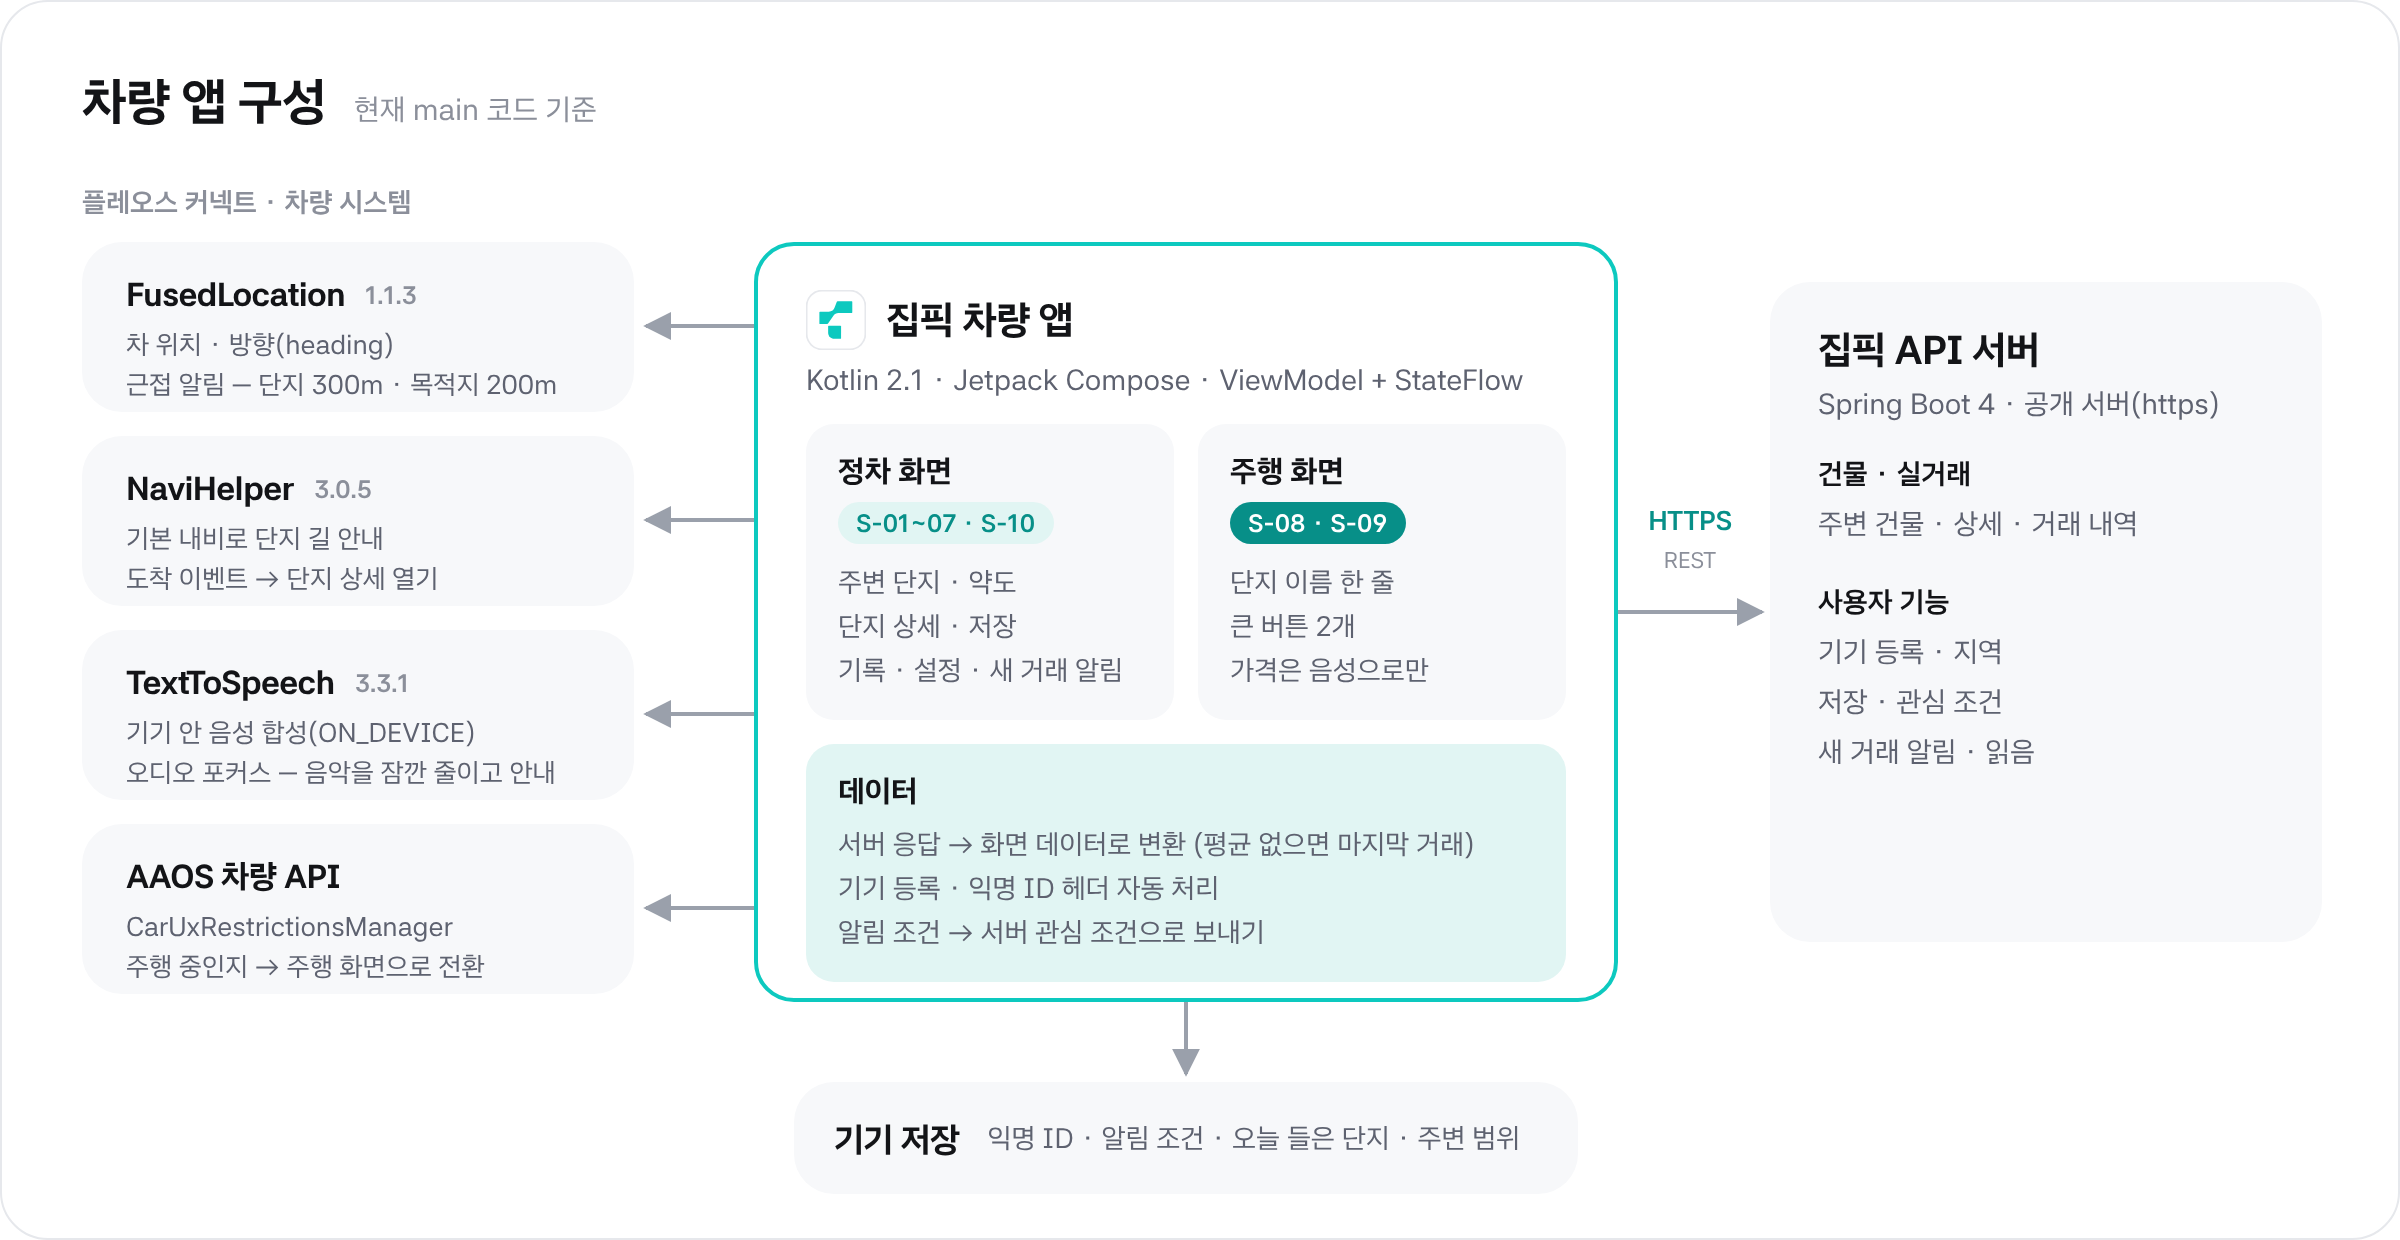 차량 앱 구성 현재 main 코드 기준
플레오스 커넥트 · 차량 시스템
FusedLocation 1.1.3
차 위치 · 방향(heading)
근접 알림 — 단지 300m · 목적지 200m
NaviHelper 3.0.5
기본 내비로 단지 길 안내
도착 이벤트 → 단지 상세 열기
TextToSpeech 3.3.1
기기 안 음성 합성(ON_DEVICE)
오디오 포커스 — 음악을 잠깐 줄이고 안내
AAOS 차량 API
CarUxRestrictionsManager
주행 중인지 → 주행 화면으로 전환
집픽 차량 앱
Kotlin 2.1 · Jetpack Compose · ViewModel + StateFlow
정차 화면
S-01~07 · S-10
주변 단지 · 약도
단지 상세 · 저장
기록 · 설정 · 새 거래 알림
주행 화면
S-08 · S-09
단지 이름 한 줄
큰 버튼 2개
가격은 음성으로만
데이터
서버 응답 → 화면 데이터로 변환 (평균 없으면 마지막 거래)
기기 등록 · 익명 ID 헤더 자동 처리
알림 조건 → 서버 관심 조건으로 보내기
HTTPS
REST
집픽 API 서버
Spring Boot 4 · 공개 서버(https)
건물 · 실거래
주변 건물 · 상세 · 거래 내역
사용자 기능
기기 등록 · 지역
저장 · 관심 조건
새 거래 알림 · 읽음
기기 저장 익명 ID · 알림 조건 · 오늘 들은 단지 · 주변 범위